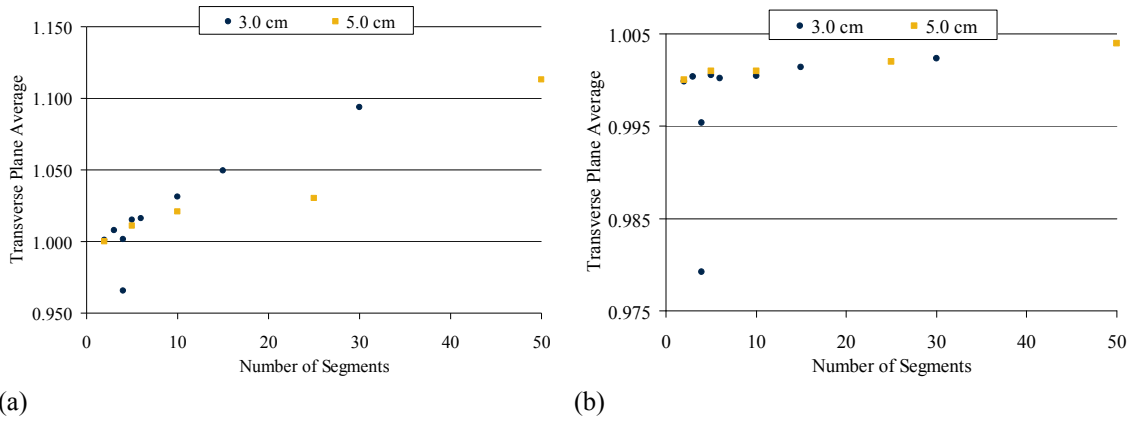 3.0 cm 5.0 cm
1.150
1.100
1.050
1.000
0.950
Transverse Plane Average
0 10 20 30 40 50
Number of Segments
(a)
3.0 cm 5.0 cm
1.005
0.995
0.985
0.975
Transverse Plane Average
0 10 20 30 40 50
Number of Segments
(b)